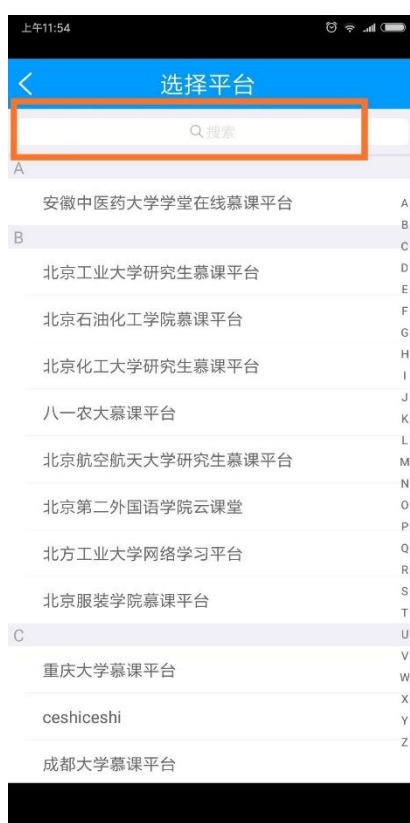 上午11:54
选择平台
搜索
A
安徽中医药大学学堂在线慕课平台
B
北京工业大学研究生慕课平台
北京石油化工学院慕课平台
北京化工大学研究生慕课平台
八一农大慕课平台
北京航空航天大学研究生慕课平台
北京第二外国语学院云课堂
北方工业大学网络学习平台
北京服装学院慕课平台
C
重庆大学慕课平台
ceshiceshi
成都大学慕课平台
A
B
C
D
E
F
G
H
I
J
K
L
M
N
O
P
Q
R
S
T
U
V
W
X
Y
Z